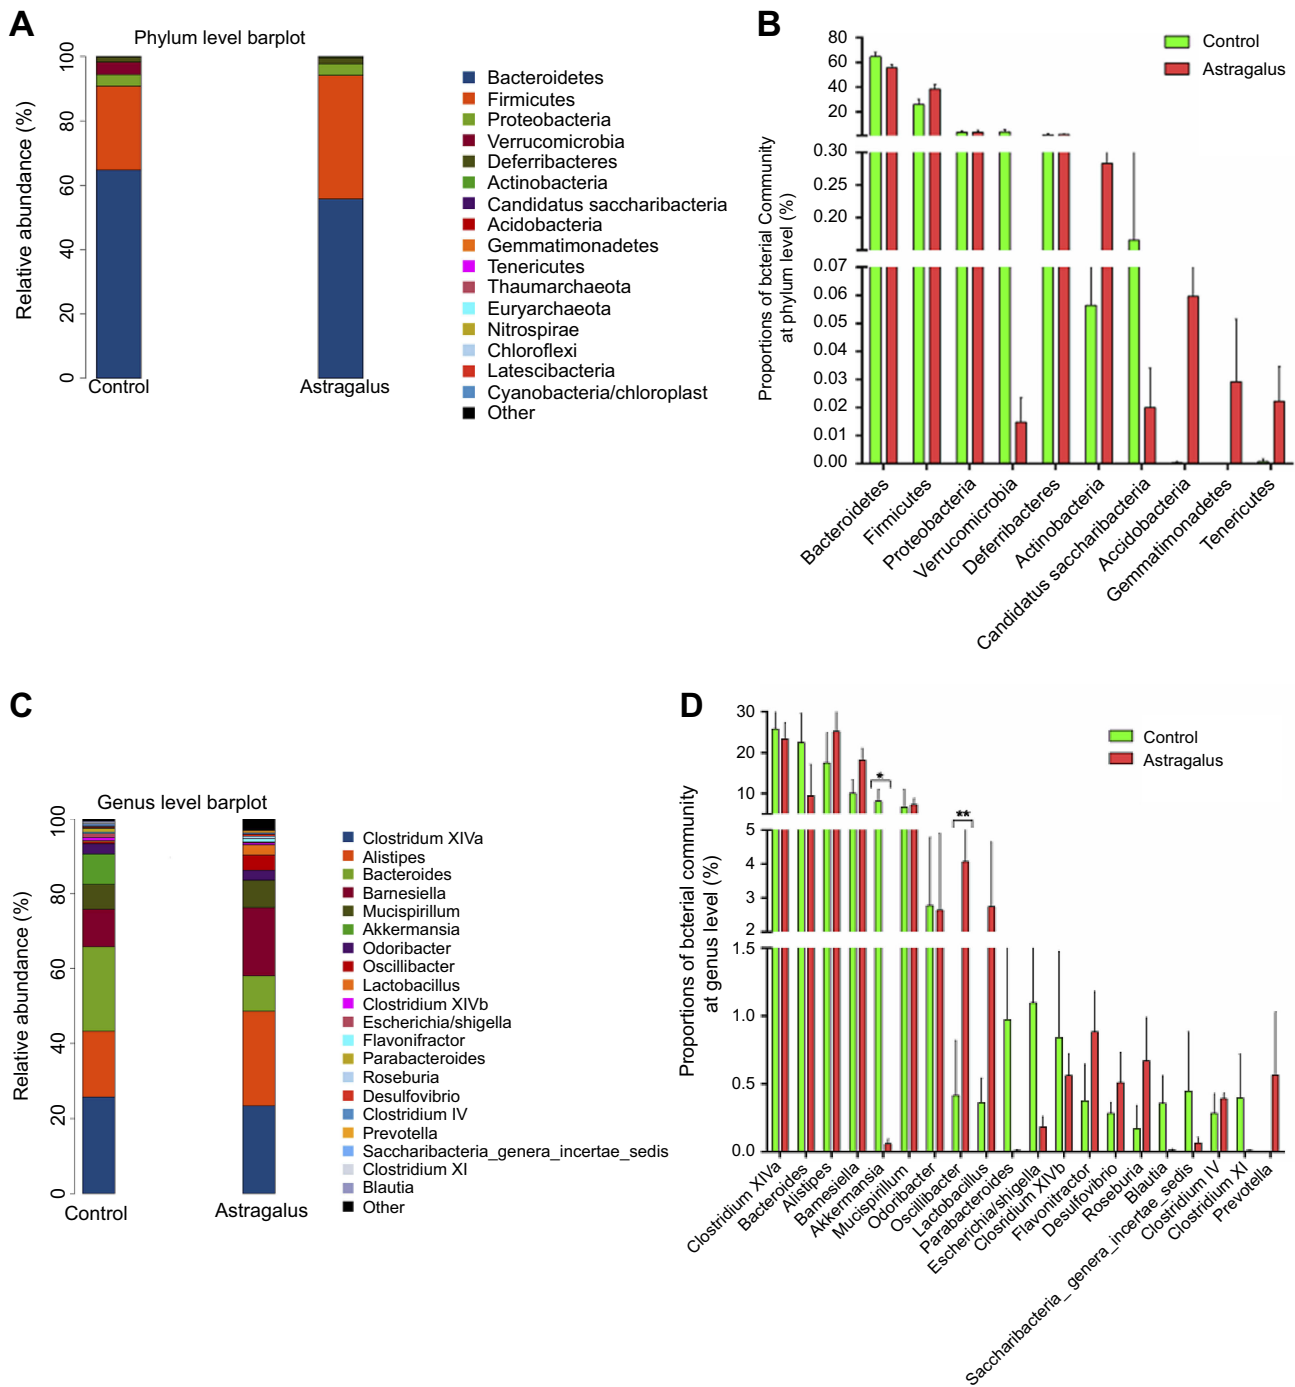 A
Phylum level barplot
Relative abundance (%)
100
80
60
40
20
0
Control
Astragalus
Bacteroidetes
Firmicutes
Proteobacteria
Verrucomicrobia
Deferribacteres
Actinobacteria
Candidatus saccharibacteria
Acidobacteria
Gemmatimonadetes
Tenericutes
Thaumarchaeota
Euryarchaeota
Nitrospirae
Chloroflexi
Latescibacteria
Cyanobacteria/chloroplast
Other
B
Proportions of bcterial Community
at phylum level (%)
80
60
40
20
0.30
0.25
0.20
0.07
0.06
0.05
0.04
0.03
0.02
0.01
0.00
Control
Astragalus
Bacteroidetes
Firmicutes
Proteobacteria
Verrucomicrobia
Deferribacteres
Actinobacteria
Candidatus saccharibacteria
Accidobacteria
Gemmatimonadetes
Tenericutes
C
Genus level barplot
Relative abundance (%)
100
80
60
40
20
0
Control
Astragalus
Clostridum XIVa
Alistipes
Bacteroides
Barnesiella
Mucispirillum
Akkermansia
Odoribacter
Oscillibacter
Lactobacillus
Clostridium XIVb
Escherichia/shigella
Flavonifractor
Parabacteroides
Roseburia
Desulfovibrio
Clostridium IV
Prevotella
Saccharibacteria_genera_incertae_sedis
Clostridium XI
Blautia
Other
D
Proportions of bcterial community
at genus level (%)
30
20
10
5
4
3
2
1.5
1.0
0.5
0.0
*
**
Control
Astragalus
Clostridium XIVa
Bacteroides
Alistipes
Barnesiella
Akkermansia
Mucispirillum
Odoribacter
Oscillibacter
Lactobacillus
Parabacteroides
Escherichia/shigella
Closridium XIVb
Flavonitractor
Desulfovibrio
Roseburia
Blautia
Saccharibacteria_ genera_incertae_sedis
Clostridium IV
Clostridium XI
Prevotella